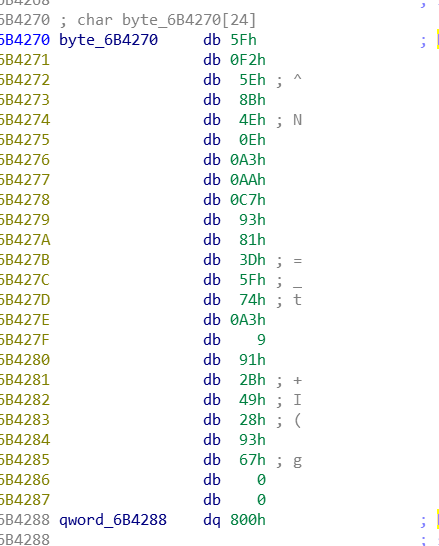 6B4270 ; char byte_6B4270[24]
6B4270 byte_6B4270 db 5Fh ;
6B4271 db 0F2h
6B4272 db 5Eh ; ^
6B4273 db 8Bh
6B4274 db 4Eh ; N
6B4275 db 0Eh
6B4276 db 0A3h
6B4277 db 0AAh
6B4278 db 0C7h
6B4279 db 93h
6B427A db 81h
6B427B db 3Dh ; =
6B427C db 5Fh ; _
6B427D db 74h ; t
6B427E db 0A3h
6B427F db 9
6B4280 db 91h
6B4281 db 2Bh ; +
6B4282 db 49h ; I
6B4283 db 28h ; (
6B4284 db 93h
6B4285 db 67h ; g
6B4286 db 0
6B4287 db 0
6B4288 qword_6B4288 dq 800h ;
6B4288 ;